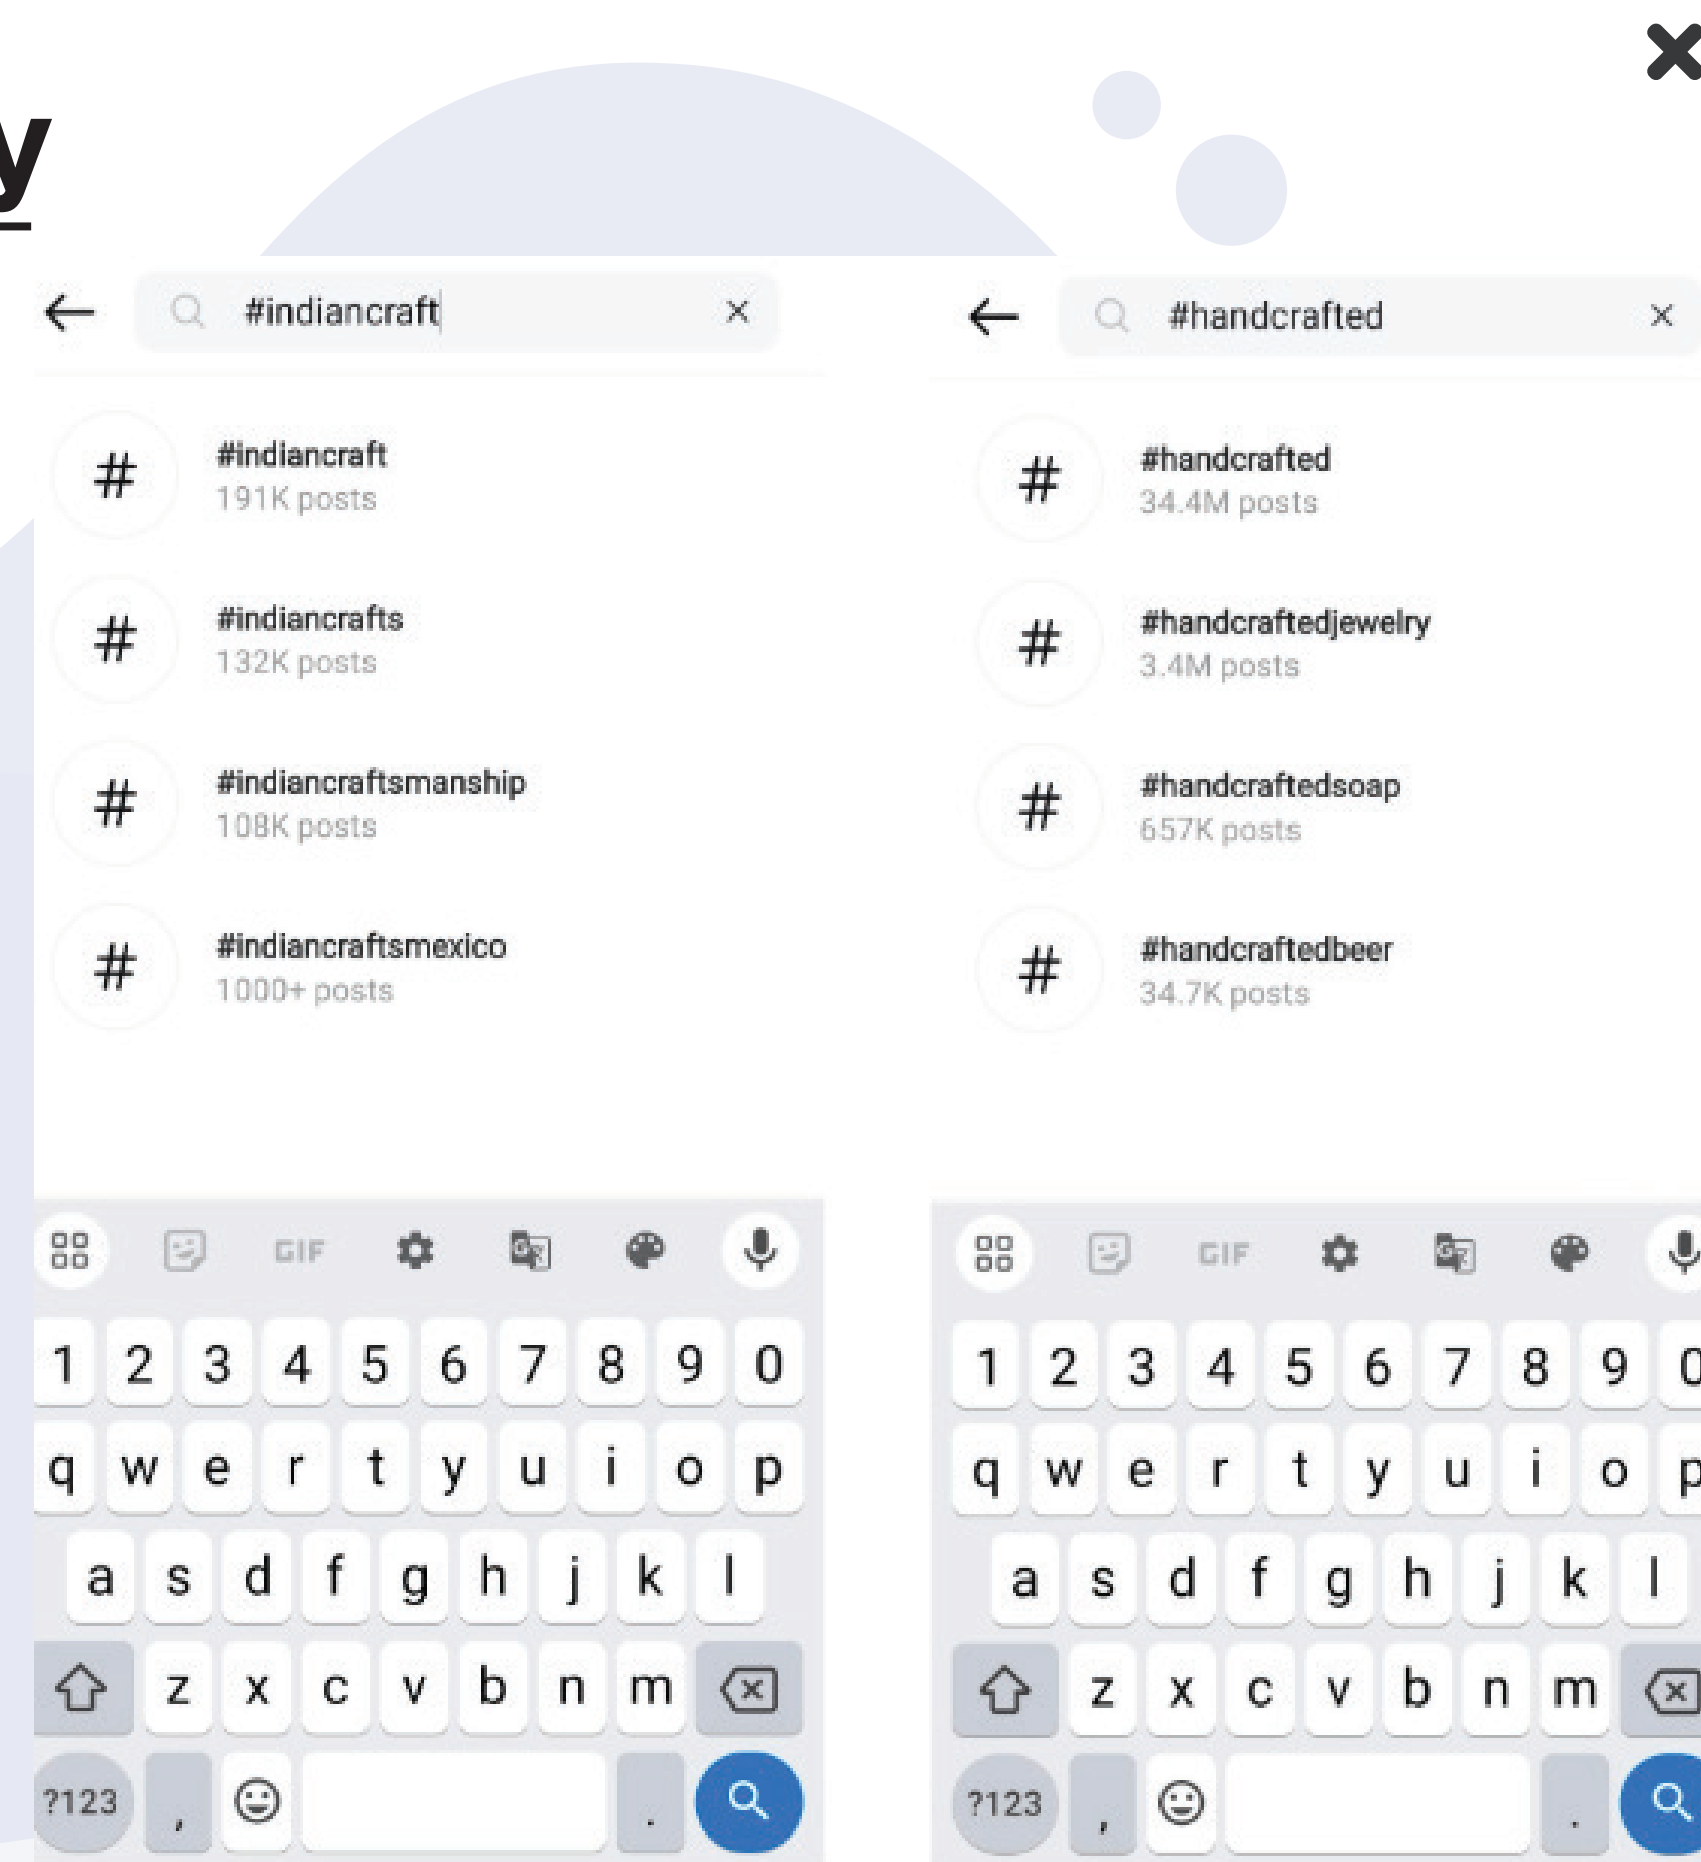 y
#indiancraft
#indiancraft
191K posts
#indiancrafts
132K posts
#indiancraftsmanship
108K posts
#indiancraftsmexico
1000+ posts
GIF
1 2 3 4 5 6 7 8 9 0
q w e r t y u i o p
a s d f g h j k l
z x c v b n m
?123 , .
#handcrafted
#handcrafted
34.4M posts
#handcraftedjewelry
3.4M posts
#handcraftedsoap
657K posts
#handcraftedbeer
34.7K posts
GIF
1 2 3 4 5 6 7 8 9 0
q w e r t y u i o p
a s d f g h j k l
z x c v b n m
?123 , .